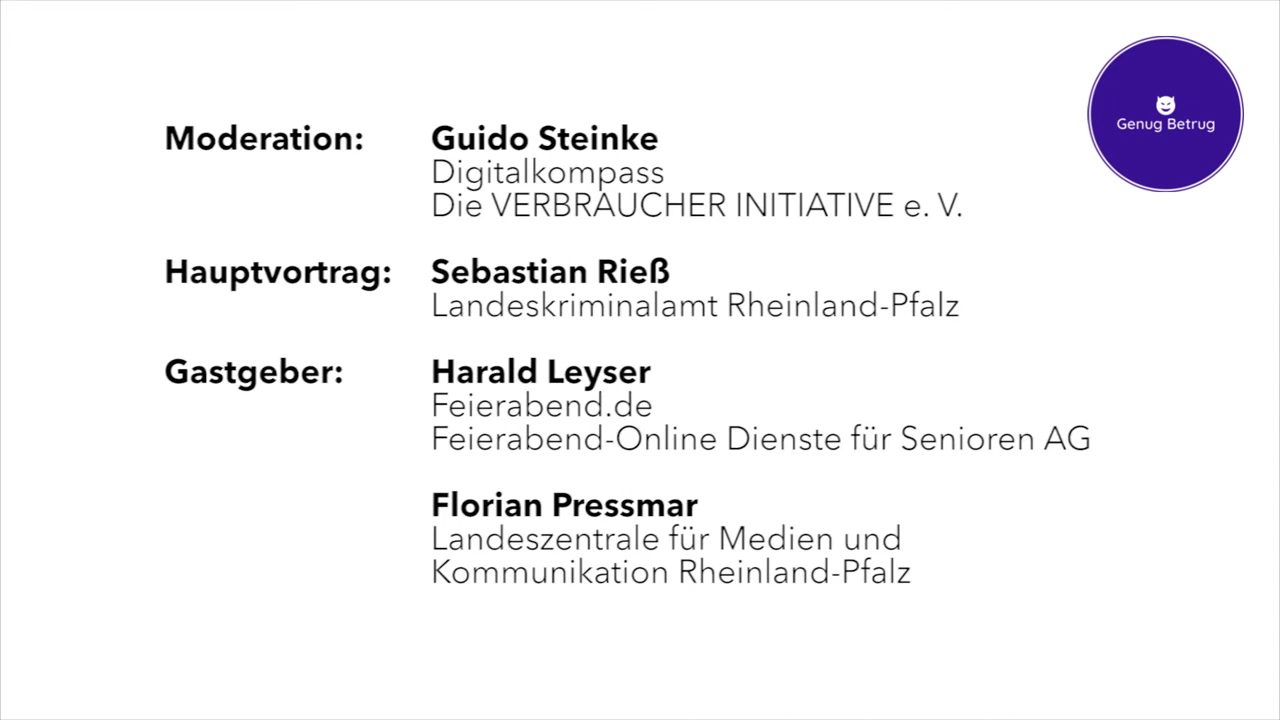 Genug Betrug
Moderation: Guido Steinke
Digitalkompass
Die VERBRAUCHER INITIATIVE e. V.
Hauptvortrag: Sebastian Rieß
Landeskriminalamt Rheinland-Pfalz
Gastgeber: Harald Leyser
Feierabend.de
Feierabend-Online Dienste für Senioren AG
Florian Pressmar
Landeszentrale für Medien und
Kommunikation Rheinland-Pfalz